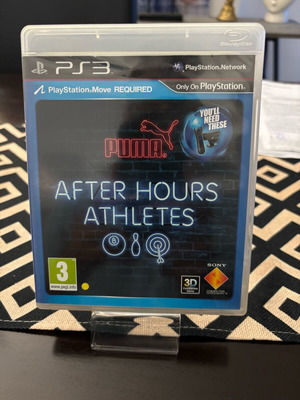 PS3
PlayStation.Network
PlayStation.Move REQUIRED
Only On PlayStation.
YOU'LL
NEED
THESE
PUMA
AFTER HOURS
ATHLETES
8
3
www.pegi.info
3D
SONY